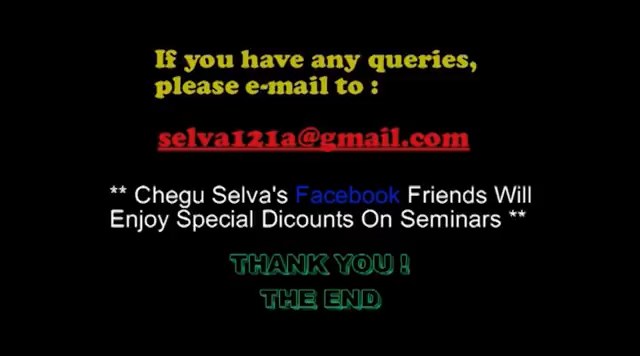 If you have any queries,
please e-mail to :
selva121a@gmail.com
** Chegu Selva's Facebook Friends Will
Enjoy Special Dicounts On Seminars **
THANK YOU !
THE END